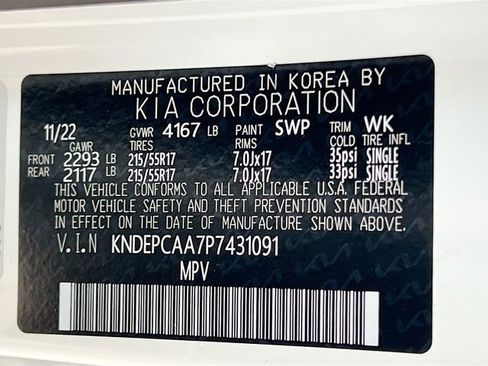 MANUFACTURED IN KOREA BY
KIA CORPORATION
11/22 GVWR 4167 LB PAINT SWP TRIM WK
GAWR TIRES RIMS COLD TIRE INFL
FRONT 2293 LB 215/55R17 7.0Jx17 35psi SINGLE
REAR 2117 LB 215/55R17 7.0Jx17 33psi SINGLE
THIS VEHICLE CONFORMS TO ALL APPLICABLE U.S.A. FEDERAL
MOTOR VEHICLE SAFETY AND THEFT PREVENTION STANDARDS
IN EFFECT ON THE DATE OF MANUFACTURE SHOWN ABOVE.
V.I.N KNDEPCAA7P7431091
MPV